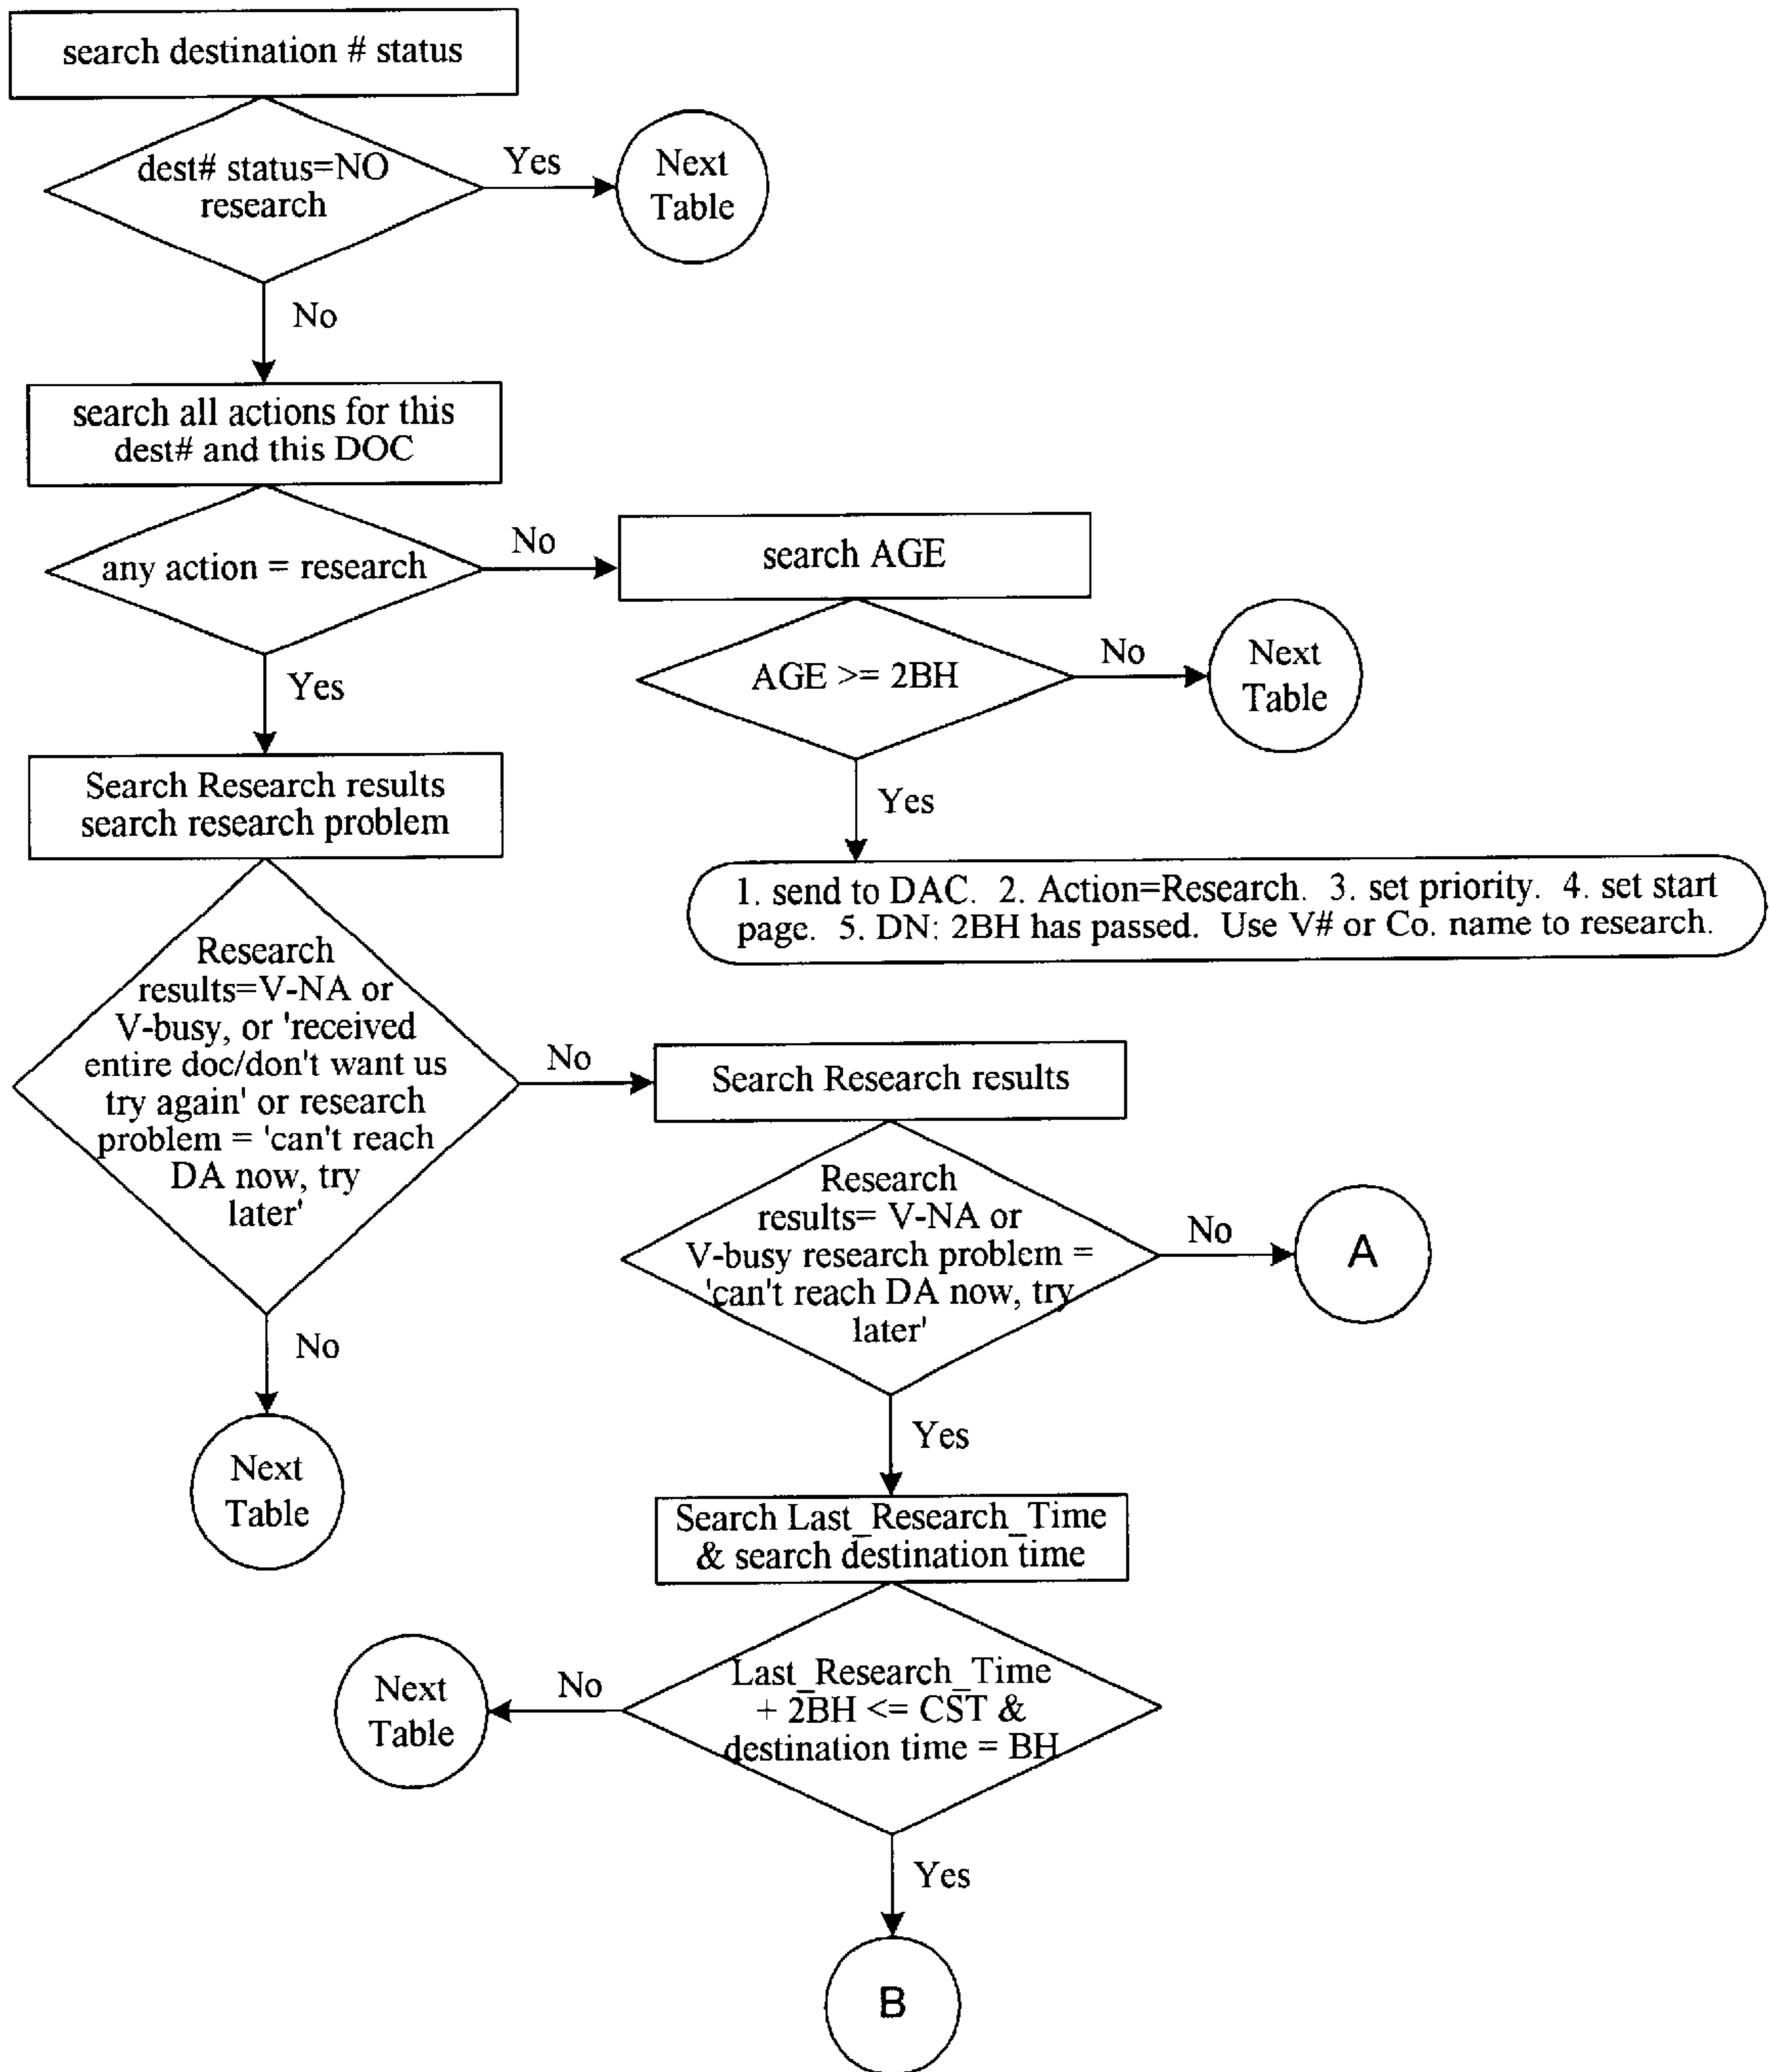 search destination # status
dest# status=NO
research
Yes
Next
Table
No
search all actions for this
dest# and this DOC
any action = research
No
search AGE
AGE >= 2BH
No
Next
Table
Yes
Yes
1. send to DAC. 2. Action=Research. 3. set priority. 4. set start
page. 5. DN: 2BH has passed. Use V# or Co. name to research.
Search Research results
search research problem
Research
results=V-NA or
V-busy, or 'received
entire doc/don't want us
try again' or research
problem = 'can't reach
DA now, try
later'
No
Search Research results
No
Next
Table
Research
results= V-NA or
V-busy research problem =
'can't reach DA now, try
later'
No
A
Yes
Search Last_Research_Time
& search destination time
Last_Research_Time
+ 2BH <= CST &
destination time = BH
No
Next
Table
Yes
B